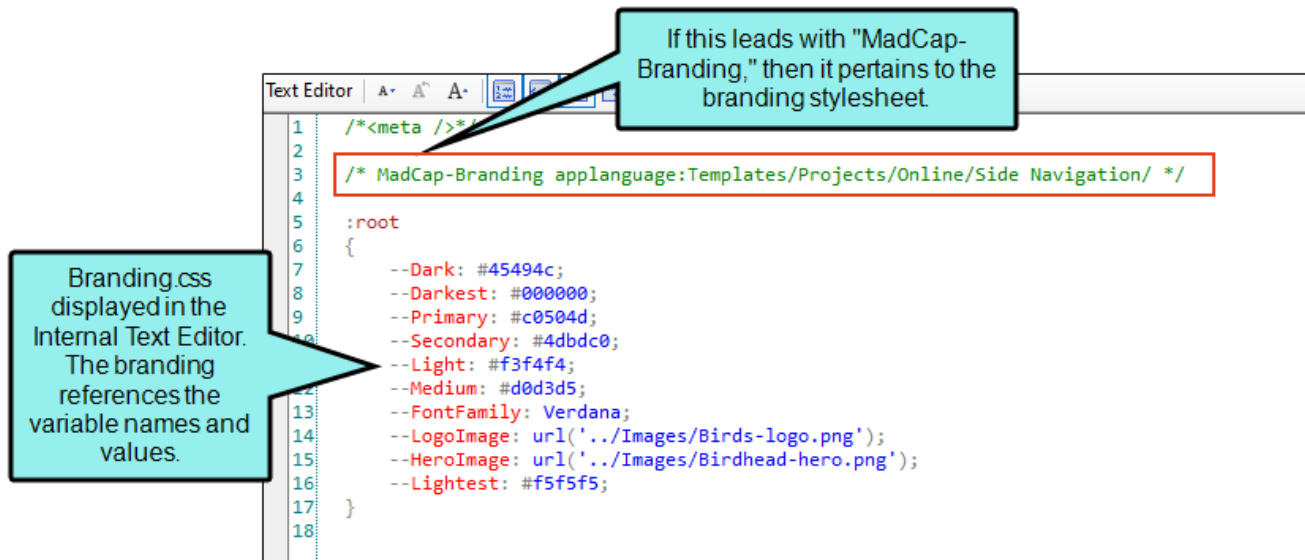 If this leads with "MadCap-
Branding," then it pertains to the
branding stylesheet.
Text Editor A A A
1 /*<meta />*/
2
3 /* MadCap-Branding applanguage:Templates/Projects/Online/Side Navigation/ */
4
5 :root
6 {
7 --Dark: #45494c;
8 --Darkest: #000000;
9 --Primary: #c0504d;
10 --Secondary: #4dbdc0;
--Light: #f3f4f4;
12 --Medium: #d0d3d5;
13 --FontFamily: Verdana;
14 --LogoImage: url('../Images/Birds-logo.png');
15 --HeroImage: url('../Images/Birdhead-hero.png');
16 --Lightest: #f5f5f5;
17 }
18
Branding.css
displayed in the
Internal Text Editor.
The branding
references the
variable names and
values.